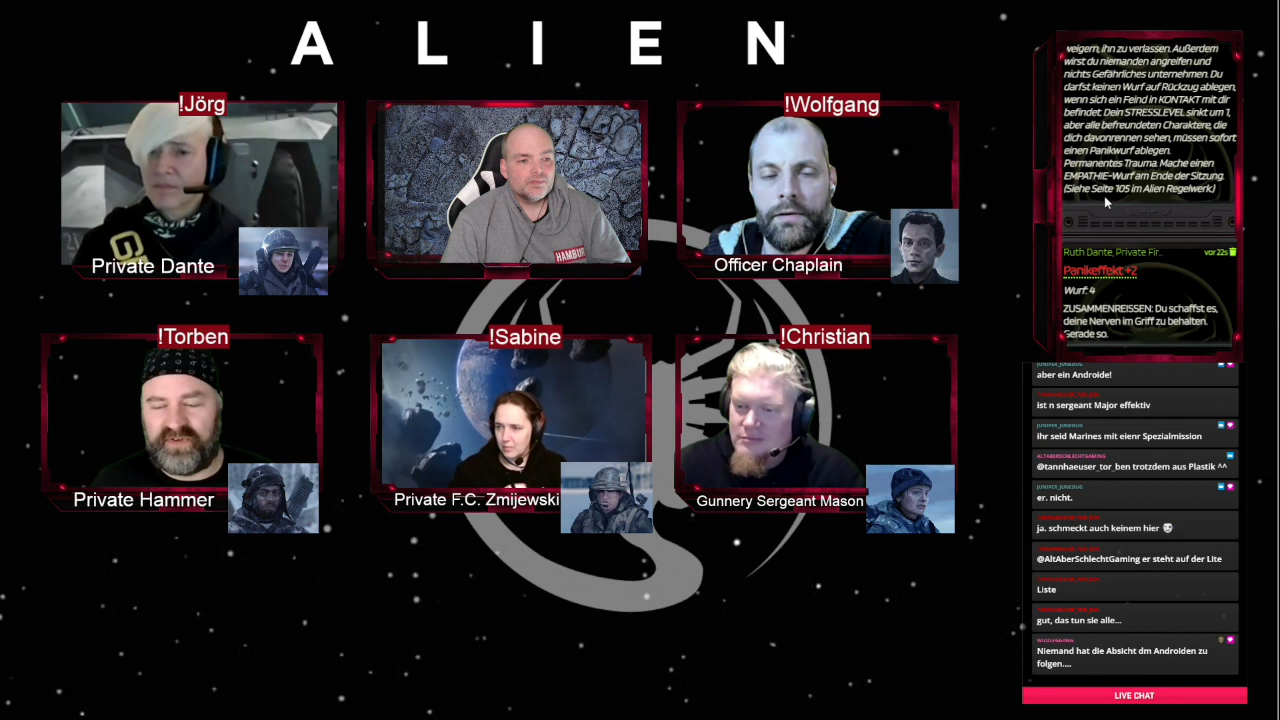 A L I E N
!Jörg
Private Dante
!Wolfgang
Officer Chaplain
HAMBUR
!Torben
Private Hammer
!Sabine
Private F.C. Zmijewski
!Christian
Gunnery Sergeant Mason
weigern, ihn zu verlassen. Außerdem
wirst du niemanden angreifen und
nichts Gefährliches unternehmen. Du
darfst keinen Wurf auf Rückzug ablegen,
wenn sich ein Feind in KONTAKT mit dir
befindet. Dein STRESSLEVEL sinkt um 1,
aber alle befreundeten Charaktere, die
dich davonrennen sehen, müssen sofort
einen Panikwurf ablegen.
Permanentes Trauma. Mache einen
EMPATHIE-Wurf am Ende der Sitzung.
(Siehe Seite 105 im Alien Regelwerk)
Ruth Dante, Private Fir.. vor 22s
Panikeffekt +2
Wurf: 4
ZUSAMMENREISSEN: Du schaffst es,
deine Nerven im Griff zu behalten.
Gerade so.
JUNIPER_JUNEBUG
aber ein Androide!
ist n sergeant Major effektiv
JUNIPER_JUNEBUG
ihr seid Marines mit eienr Spezialmission
ALTABERSCHLECHTGAMING
@tannhaeuser_tor_ben trotzdem aus Plastik ^^
JUNIPER_JUNEBUG
er. nicht.
ja. schmeckt auch keinem hier
@AltAberSchlechtGaming er steht auf der Lite
Liste
gut, das tun sie alle...
Niemand hat die Absicht dm Androiden zu
folgen....
LIVE CHAT